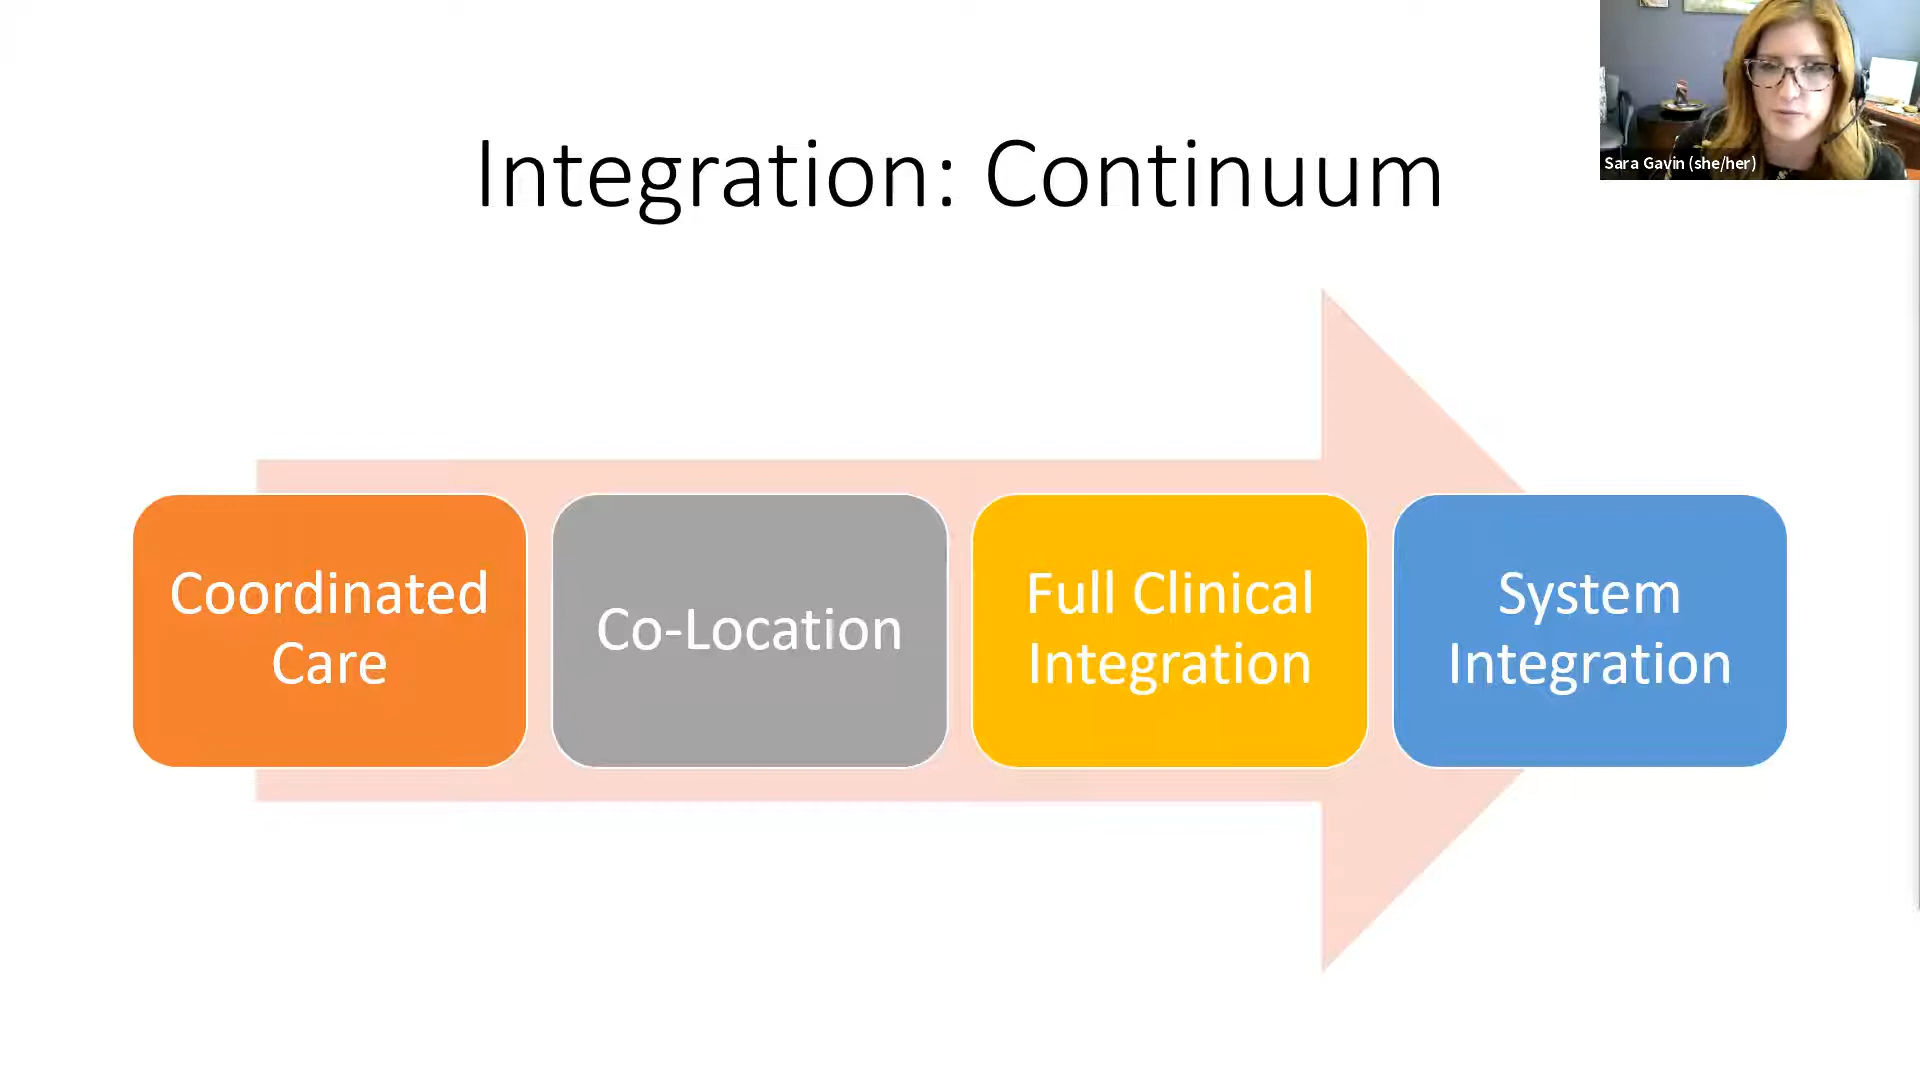 Integration: Continuum
Sara Gavin (she/her)
Coordinated
Care
Co-Location
Full Clinical
Integration
System
Integration